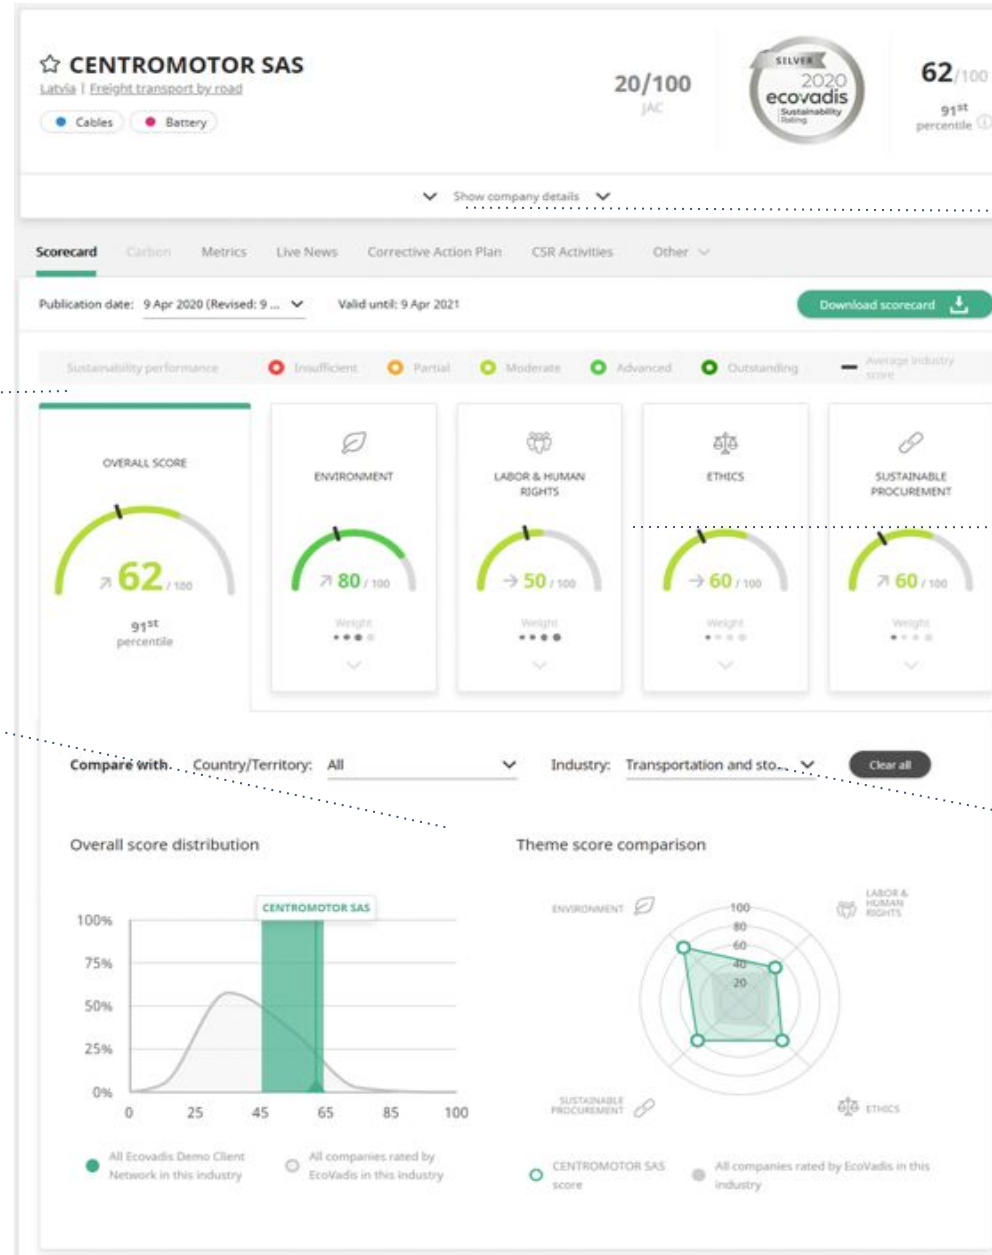 CENTROMOTOR SAS
Latvia | Freight transport by road
Cables
Battery
20/100
JAC
SILVER
2020
ecovadis
Sustainability
Rating
62/100
91st
percentile
Show company details
Scorecard
Carbon
Metrics
Live News
Corrective Action Plan
CSR Activities
Other
Publication date: 9 Apr 2020 (Revised: 9 ...
Valid until: 9 Apr 2021
Download scorecard
Sustainability performance
Insufficient
Partial
Moderate
Advanced
Outstanding
Average Industry
score
OVERALL SCORE
62 / 100
91st
percentile
ENVIRONMENT
80 / 100
Weight
LABOR & HUMAN
RIGHTS
50 / 100
Weight
ETHICS
60 / 100
Weight
SUSTAINABLE
PROCUREMENT
60 / 100
Weight
Compare with
Country/Territory: All
Industry: Transportation and sto...
Clear all
Overall score distribution
CENTROMOTOR SAS
100%
75%
50%
25%
0%
0 25 45 65 85 100
All Ecovadis Demo Client
Network in this industry
All companies rated by
EcoVadis in this industry
Theme score comparison
ENVIRONMENT
LABOR &
HUMAN
RIGHTS
100
80
60
40
20
SUSTAINABLE
PROCUREMENT
ETHICS
CENTROMOTOR SAS
score
All companies rated by EcoVadis in this
industry